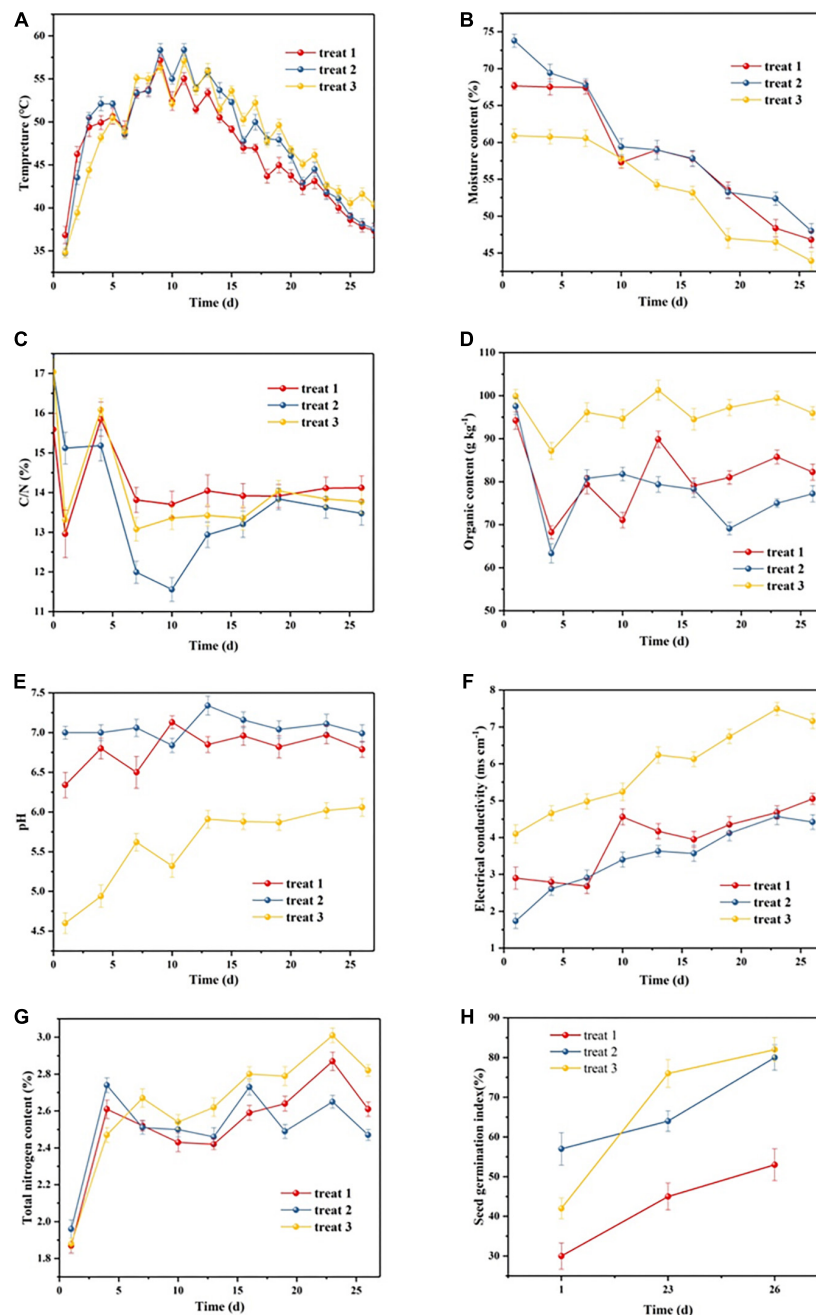 A
60
55
50
45
40
35
Tempreture (°C)
treat 1
treat 2
treat 3
0 5 10 15 20 25
Time (d)
B
75
70
65
60
55
50
45
Moisture content (%)
treat 1
treat 2
treat 3
0 5 10 15 20 25
Time (d)
C
17
16
15
14
13
12
11
C/N (%)
treat 1
treat 2
treat 3
0 5 10 15 20 25
Time (d)
D
110
100
90
80
70
60
50
Organic content (g kg⁻¹)
treat 1
treat 2
treat 3
0 5 10 15 20 25
Time (d)
E
7.5
7.0
6.5
6.0
5.5
5.0
4.5
pH
treat 1
treat 2
treat 3
0 5 10 15 20 25
Time (d)
F
8
7
6
5
4
3
2
1
Electrical conductivity (ms cm⁻¹)
treat 1
treat 2
treat 3
0 5 10 15 20 25
Time (d)
G
3.0
2.8
2.6
2.4
2.2
2.0
1.8
Total nitrogen content (%)
treat 1
treat 2
treat 3
0 5 10 15 20 25
Time (d)
H
90
80
70
60
50
40
30
Seed germination index(%)
treat 1
treat 2
treat 3
1 23 26
Time (d)